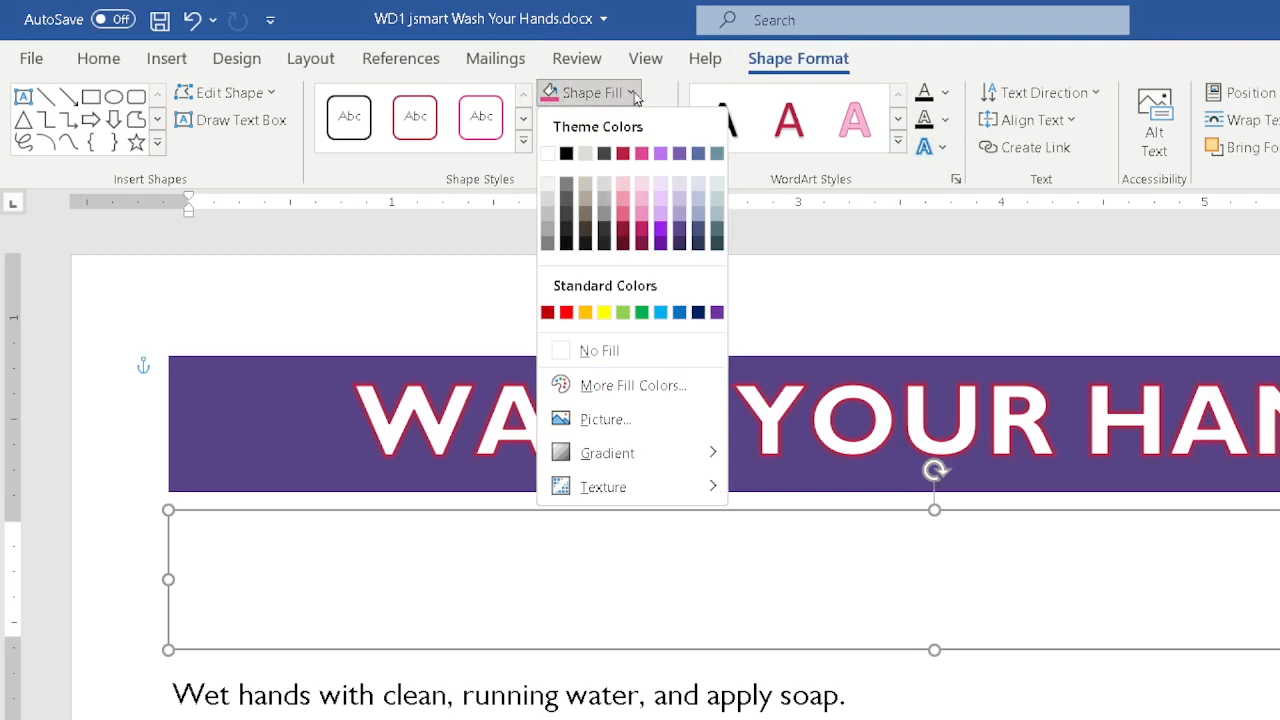 AutoSave Off WD1 jsmart Wash Your Hands.docx Search
File Home Insert Design Layout References Mailings Review View Help Shape Format
Edit Shape
Draw Text Box
Insert Shapes
Abc Abc Abc
Shape Styles
Shape Fill
A A A
WordArt Styles
Text Direction
Align Text
Create Link
Text
Alt
Text
Accessibility
Position
Wrap Te
Bring Fo
Theme Colors
Standard Colors
No Fill
More Fill Colors...
Picture...
Gradient
Texture
L 1 3 4 5
1
WA YOUR HAN
Wet hands with clean, running water, and apply soap.